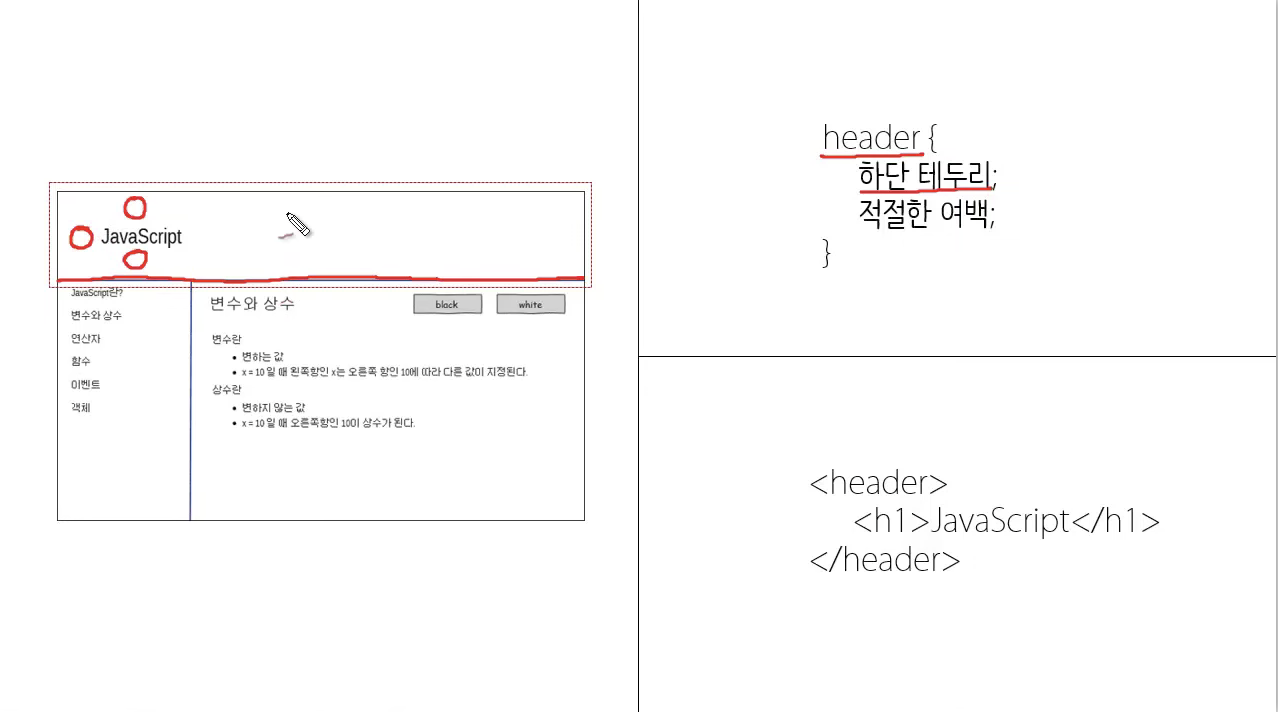 JavaScript
JavaScript란?
변수와 상수
연산자
함수
이벤트
객체
변수와 상수
black
white
변수란
• 변하는 값
• x = 10 일 때 왼쪽항인 x는 오른쪽 항인 10에 따라 다른 값이 지정된다.
상수란
• 변하지 않는 값
• x = 10 일 때 오른쪽항인 10이 상수가 된다.
header {
하단 테두리;
적절한 여백;
}
<header>
<h1>JavaScript</h1>
</header>